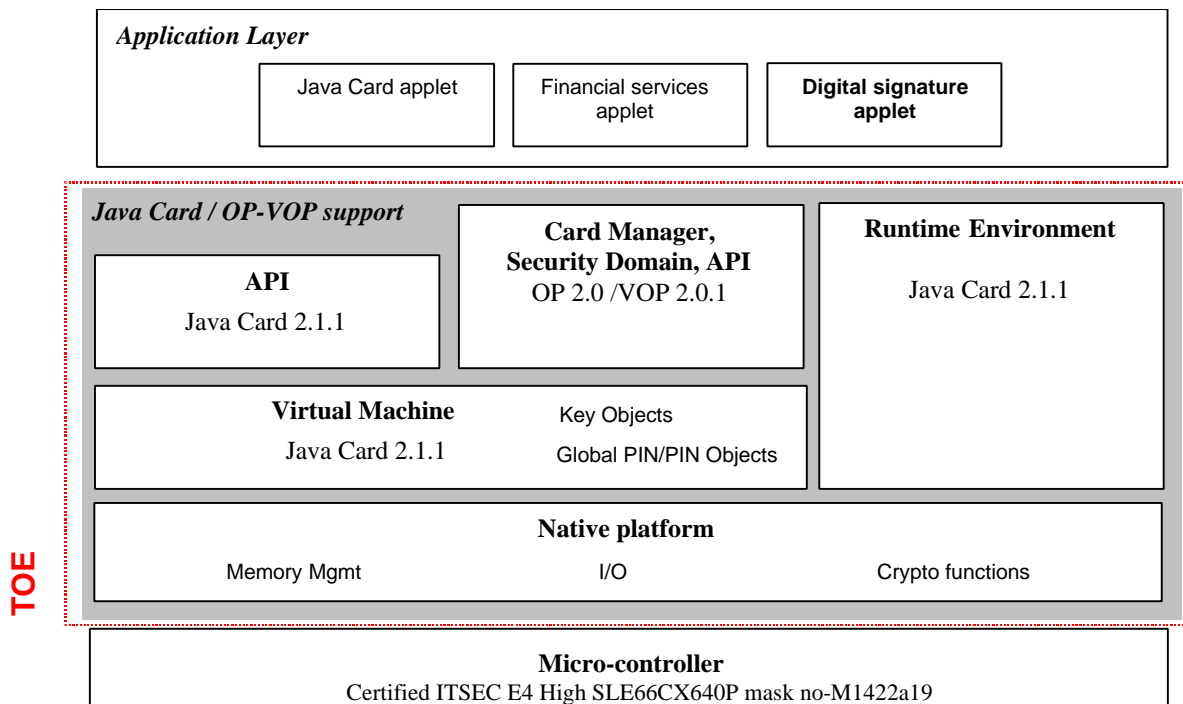 Application Layer
Java Card applet
Financial services
applet
Digital signature
applet
Java Card / OP-VOP support
API
Java Card 2.1.1
Card Manager,
Security Domain, API
OP 2.0 /VOP 2.0.1
Runtime Environment
Java Card 2.1.1
Virtual Machine
Java Card 2.1.1
Key Objects
Global PIN/PIN Objects
Native platform
Memory Mgmt
I/O
Crypto functions
TOE
Micro-controller
Certified ITSEC E4 High SLE66CX640P mask no-M1422a19